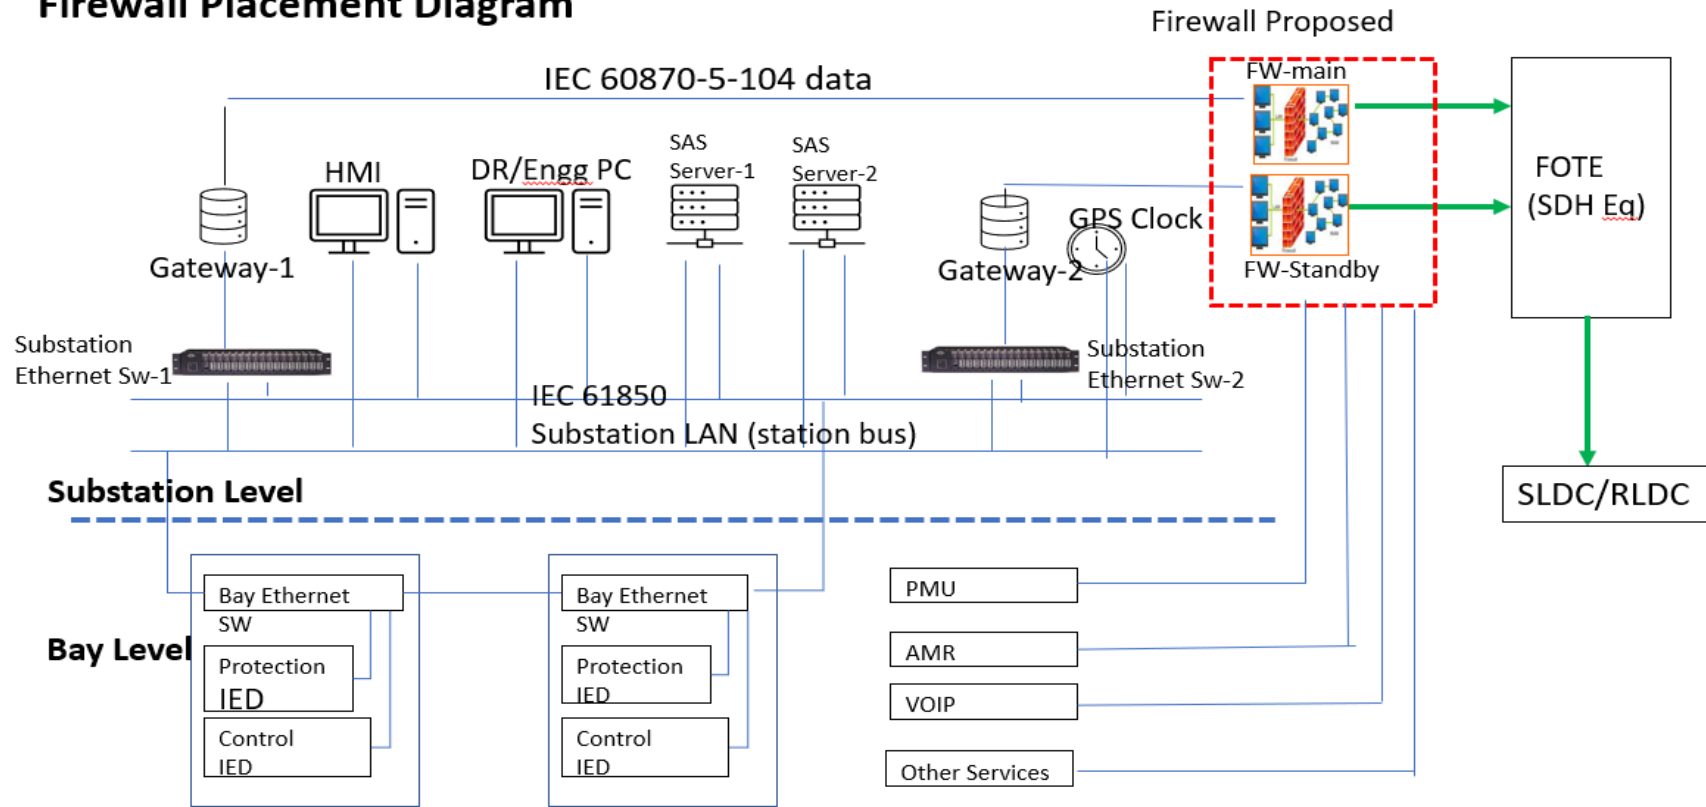 Firewall Placement Diagram
Firewall Proposed
IEC 60870-5-104 data
FW-main
SAS
Server-1
SAS
Server-2
HMI
DR/Engg PC
FOTE
(SDH Eq)
GPS Clock
Gateway-1
Gateway-2
FW-Standby
Substation
Ethernet Sw-1
Substation
Ethernet Sw-2
IEC 61850
Substation LAN (station bus)
Substation Level
SLDC/RLDC
Bay Level
Bay Ethernet
SW
Protection
IED
Control
IED
Bay Ethernet
SW
Protection
IED
Control
IED
PMU
AMR
VOIP
Other Services